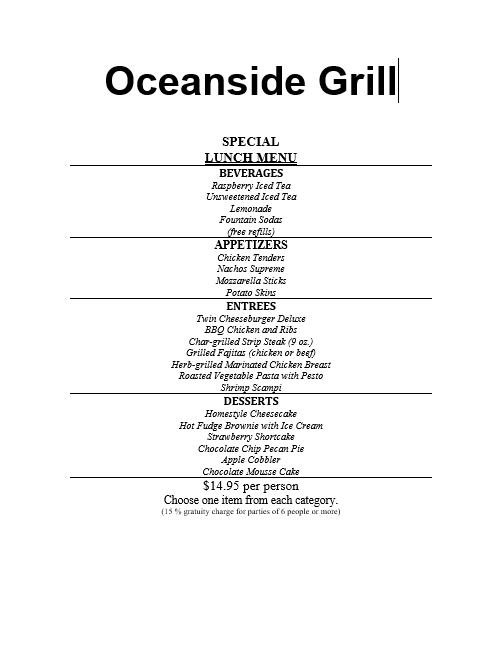 Oceanside Grill
SPECIAL
LUNCH MENU
BEVERAGES
Raspberry Iced Tea
Unsweetened Iced Tea
Lemonade
Fountain Sodas
(free refills)
APPETIZERS
Chicken Tenders
Nachos Supreme
Mozzarella Sticks
Potato Skins
ENTREES
Twin Cheeseburger Deluxe
BBQ Chicken and Ribs
Char-grilled Strip Steak (9 oz.)
Grilled Fajitas (chicken or beef)
Herb-grilled Marinated Chicken Breast
Roasted Vegetable Pasta with Pesto
Shrimp Scampi
DESSERTS
Homestyle Cheesecake
Hot Fudge Brownie with Ice Cream
Strawberry Shortcake
Chocolate Chip Pecan Pie
Apple Cobbler
Chocolate Mousse Cake
$14.95 per person
Choose one item from each category.
(15 % gratuity charge for parties of 6 people or more)